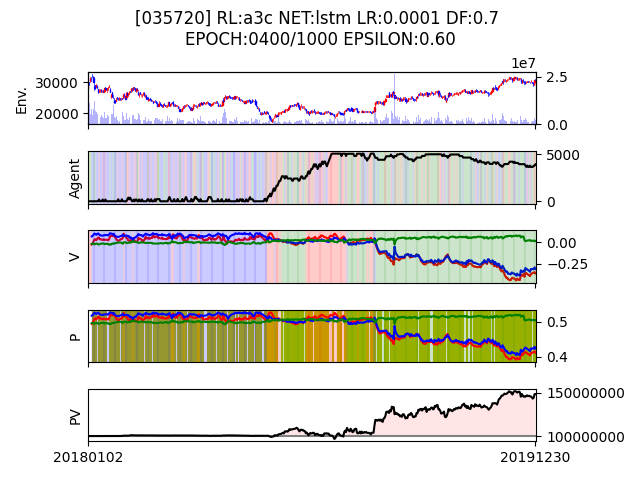 [035720] RL:a3c NET:lstm LR:0.0001 DF:0.7
EPOCH:0400/1000 EPSILON:0.60
1e7
Env.
30000
20000
2.5
0.0
Agent
5000
0
V
0.00
−0.25
P
0.5
0.4
PV
150000000
100000000
20180102
20191230